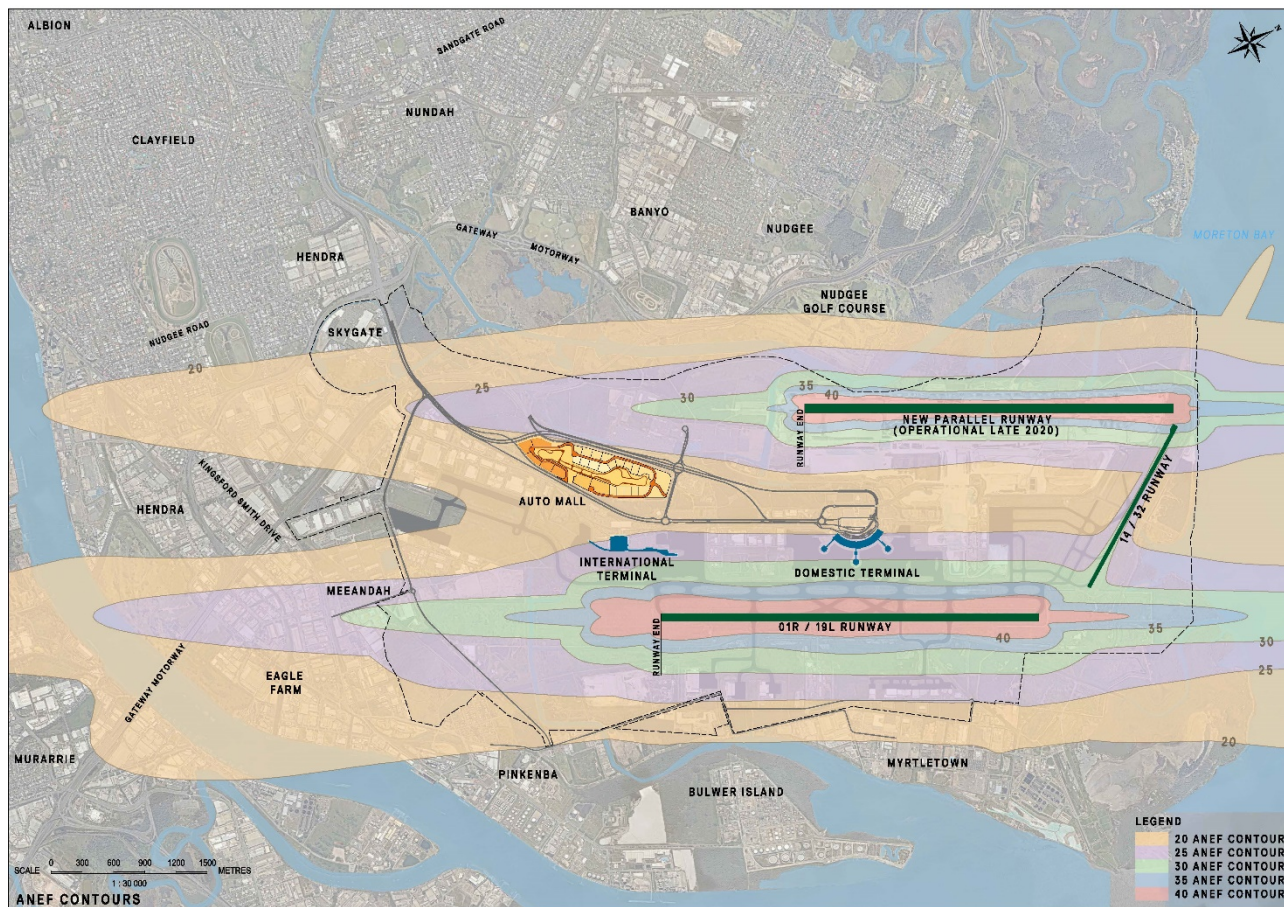 ALBION
SANDGATE ROAD
N
NUNDAH
CLAYFIELD
BANYO
NUDGEE
GATEWAY
MOTORWAY
MORETON BAY
HENDRA
NUDGEE
GOLF COURSE
SKYGATE
NUDGEE ROAD
20
25
30
35
40
RUNWAY END
NEW PARALLEL RUNWAY
(OPERATIONAL LATE 2020)
14 / 32 RUNWAY
KINGSFORD SMITH DRIVE
HENDRA
AUTO MALL
INTERNATIONAL
TERMINAL
DOMESTIC TERMINAL
MEEANDAH
RUNWAY END
01R / 19L RUNWAY
40
35
30
25
20
EAGLE
FARM
GATEWAY MOTORWAY
MURARRIE
PINKENBA
MYRTLETOWN
BULWER ISLAND
LEGEND
20 ANEF CONTOUR
25 ANEF CONTOUR
30 ANEF CONTOUR
35 ANEF CONTOUR
40 ANEF CONTOUR
0 300 600 900 1200 1500
SCALE METRES
1 : 30 000
ANEF CONTOURS